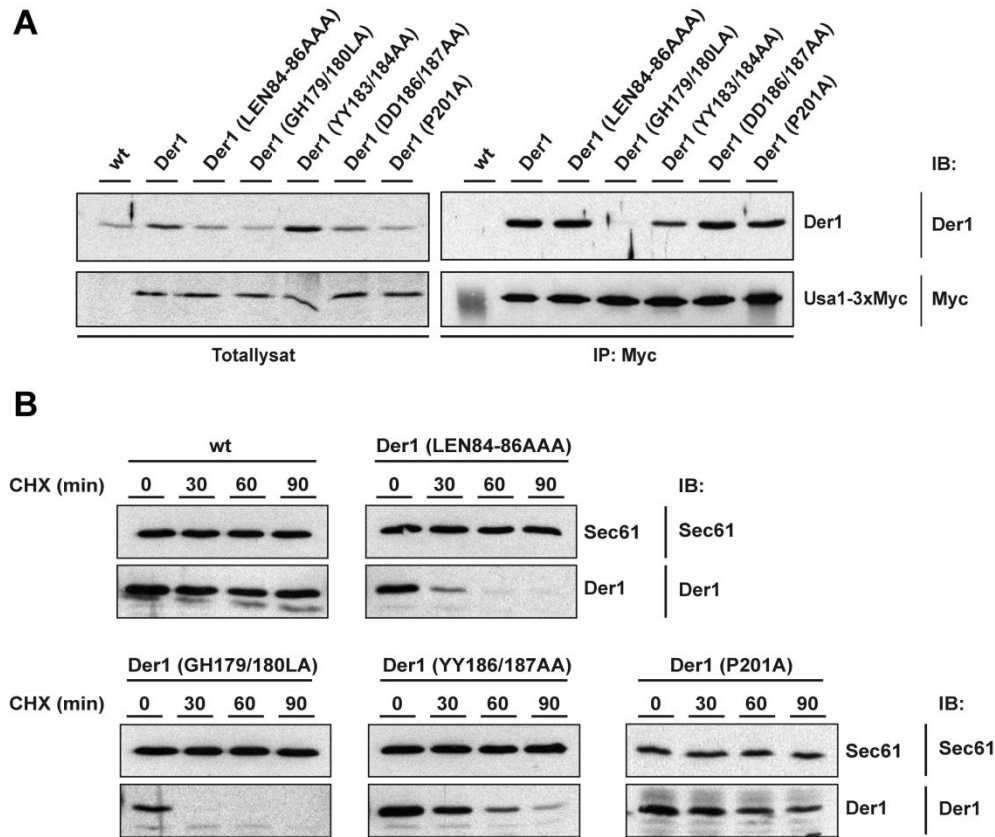 A
wt Der1 Der1 (LEN84-86AAA) Der1 (GH179/180LA) Der1 (YY183/184AA) Der1 (DD186/187AA) Der1 (P201A) wt Der1 Der1 (LEN84-86AAA) Der1 (GH179/180LA) Der1 (YY183/184AA) Der1 (DD186/187AA) Der1 (P201A) IB:
Der1 Der1
Usa1-3xMyc Myc
Totallysat IP: Myc
B
wt Der1 (LEN84-86AAA)
CHX (min) 0 30 60 90 0 30 60 90 IB:
Sec61 Sec61
Der1 Der1
Der1 (GH179/180LA) Der1 (YY186/187AA) Der1 (P201A)
CHX (min) 0 30 60 90 0 30 60 90 0 30 60 90 IB:
Sec61 Sec61
Der1 Der1